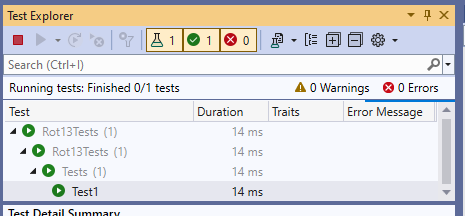 Test Explorer
1 1 0
Search (Ctrl+I)
Running tests: Finished 0/1 tests 0 Warnings 0 Errors
Test Duration Traits Error Message
Rot13Tests (1) 14 ms
Rot13Tests (1) 14 ms
Tests (1) 14 ms
Test1 14 ms
Test Detail Summary